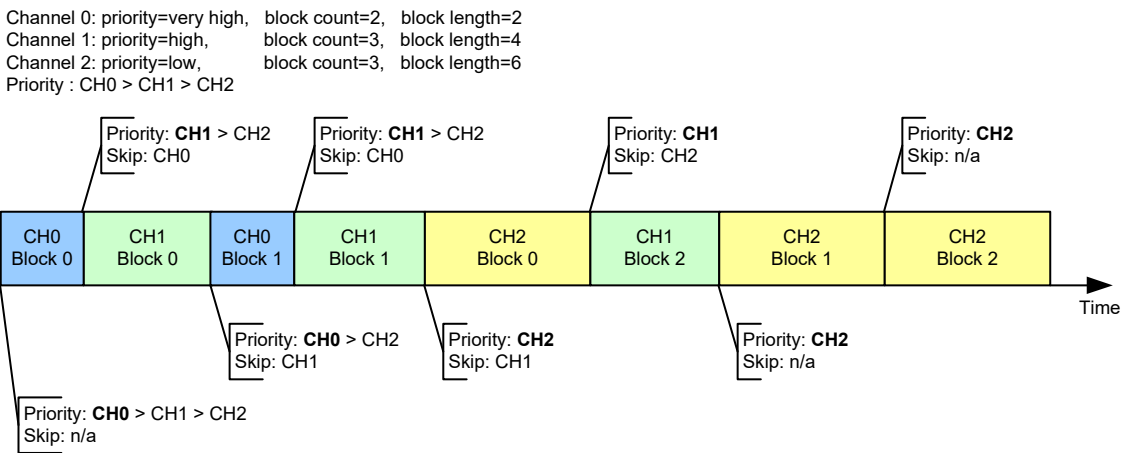 Channel 0: priority=very high, block count=2, block length=2
Channel 1: priority=high, block count=3, block length=4
Channel 2: priority=low, block count=3, block length=6
Priority : CH0 > CH1 > CH2
Priority: CH1 > CH2
Skip: CH0
Priority: CH1 > CH2
Skip: CH0
Priority: CH1
Skip: CH2
Priority: CH2
Skip: n/a
CH0
Block 0
CH1
Block 0
CH0
Block 1
CH1
Block 1
CH2
Block 0
CH1
Block 2
CH2
Block 1
CH2
Block 2
Time
Priority: CH0 > CH2
Skip: CH1
Priority: CH2
Skip: CH1
Priority: CH2
Skip: n/a
Priority: CH0 > CH1 > CH2
Skip: n/a